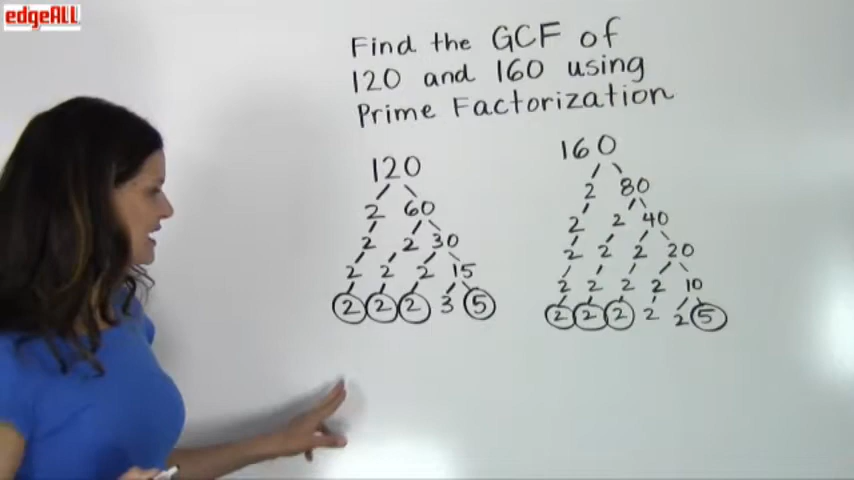 edgeALL
Find the GCF of
120 and 160 using
Prime Factorization
120
2 60
2 2 30
2 2 2 15
2 2 2 3 5
160
2 80
2 2 40
2 2 2 20
2 2 2 2 10
2 2 2 2 2 5